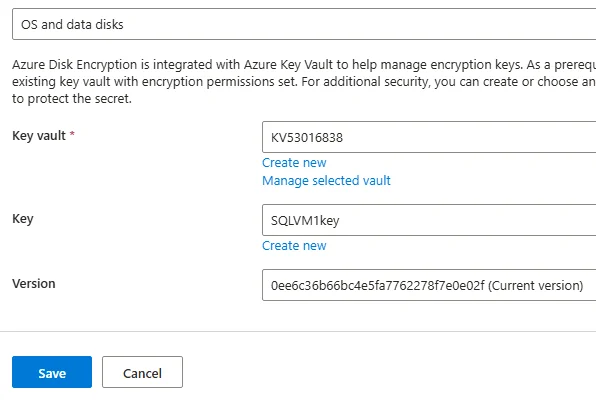 OS and data disks
Azure Disk Encryption is integrated with Azure Key Vault to help manage encryption keys. As a
existing key vault with encryption permissions set. For additional security, you can create or choose an
to protect the secret.
Key vault *
KV53016838
Create new
Manage selected vault
Key
SQLVM1key
Create new
Version
0ee6c36b66bc4e5fa7762278f7e0e02f (Current version)
Save
Cancel